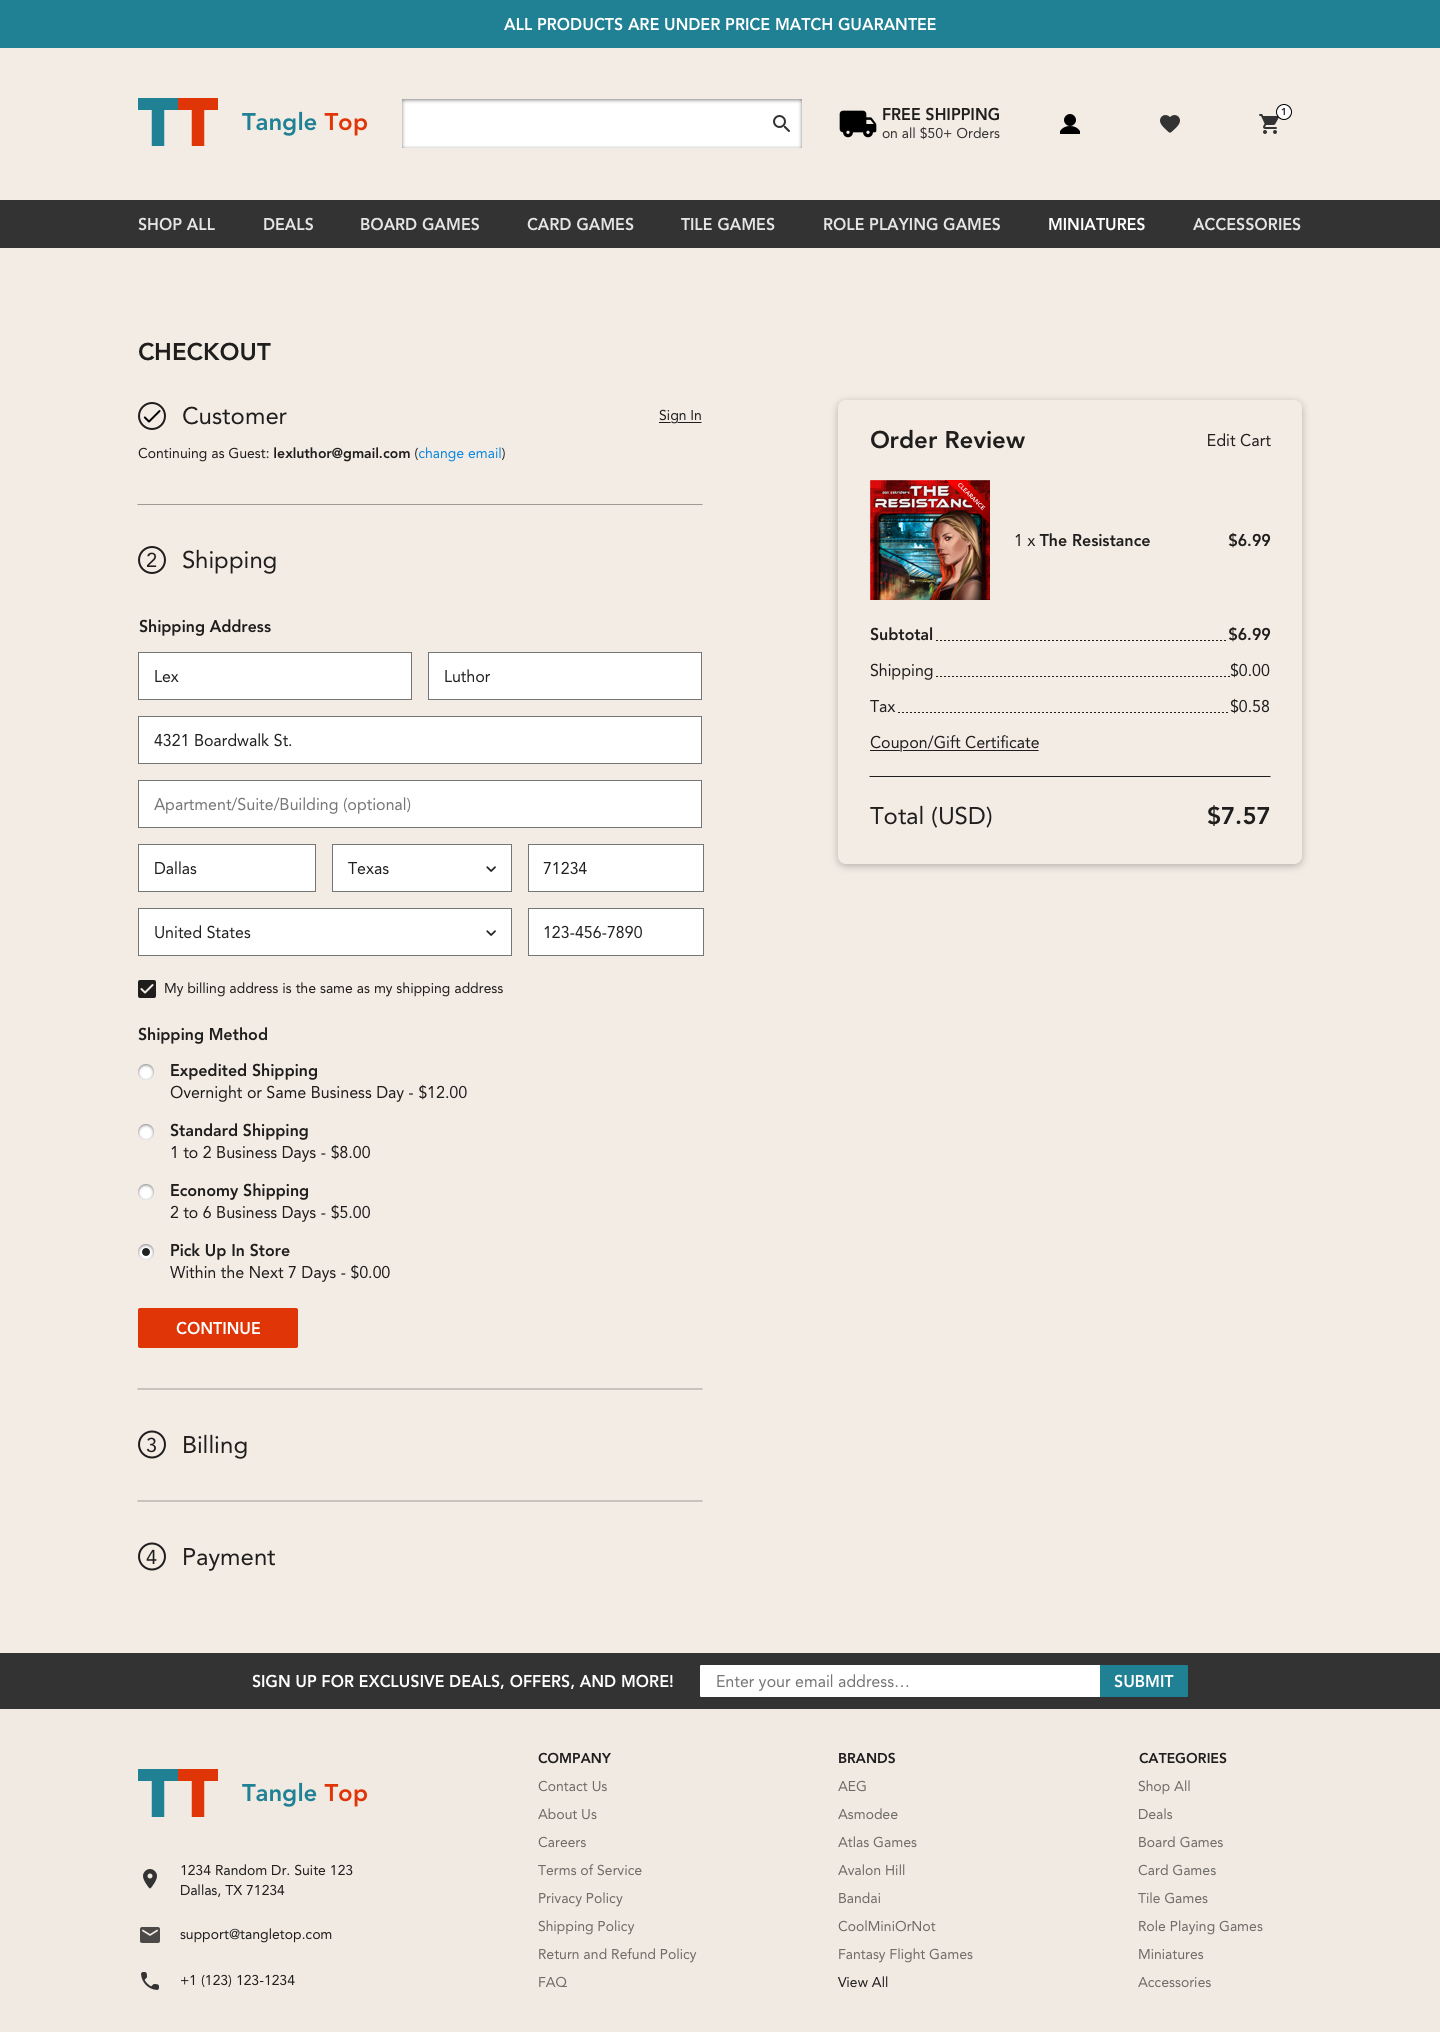 ALL PRODUCTS ARE UNDER PRICE MATCH GUARANTEE
TT Tangle Top
FREE SHIPPING
on all $50+ Orders
1
SHOP ALL DEALS BOARD GAMES CARD GAMES TILE GAMES ROLE PLAYING GAMES MINIATURES ACCESSORIES
CHECKOUT
Customer Sign In
Continuing as Guest: lexluthor@gmail.com (change email)
2 Shipping
Shipping Address
Lex Luthor
4321 Boardwalk St.
Apartment/Suite/Building (optional)
Dallas Texas 71234
United States 123-456-7890
My billing address is the same as my shipping address
Shipping Method
Expedited Shipping
Overnight or Same Business Day - $12.00
Standard Shipping
1 to 2 Business Days - $8.00
Economy Shipping
2 to 6 Business Days - $5.00
Pick Up In Store
Within the Next 7 Days - $0.00
CONTINUE
3 Billing
4 Payment
Order Review Edit Cart
THE
RESISTANC
CLEARANCE
1 x The Resistance $6.99
Subtotal $6.99
Shipping $0.00
Tax $0.58
Coupon/Gift Certificate
Total (USD) $7.57
SIGN UP FOR EXCLUSIVE DEALS, OFFERS, AND MORE! Enter your email address... SUBMIT
TT Tangle Top
1234 Random Dr. Suite 123
Dallas, TX 71234
support@tangletop.com
+1 (123) 123-1234
COMPANY
Contact Us
About Us
Careers
Terms of Service
Privacy Policy
Shipping Policy
Return and Refund Policy
FAQ
BRANDS
AEG
Asmodee
Atlas Games
Avalon Hill
Bandai
CoolMiniOrNot
Fantasy Flight Games
View All
CATEGORIES
Shop All
Deals
Board Games
Card Games
Tile Games
Role Playing Games
Miniatures
Accessories